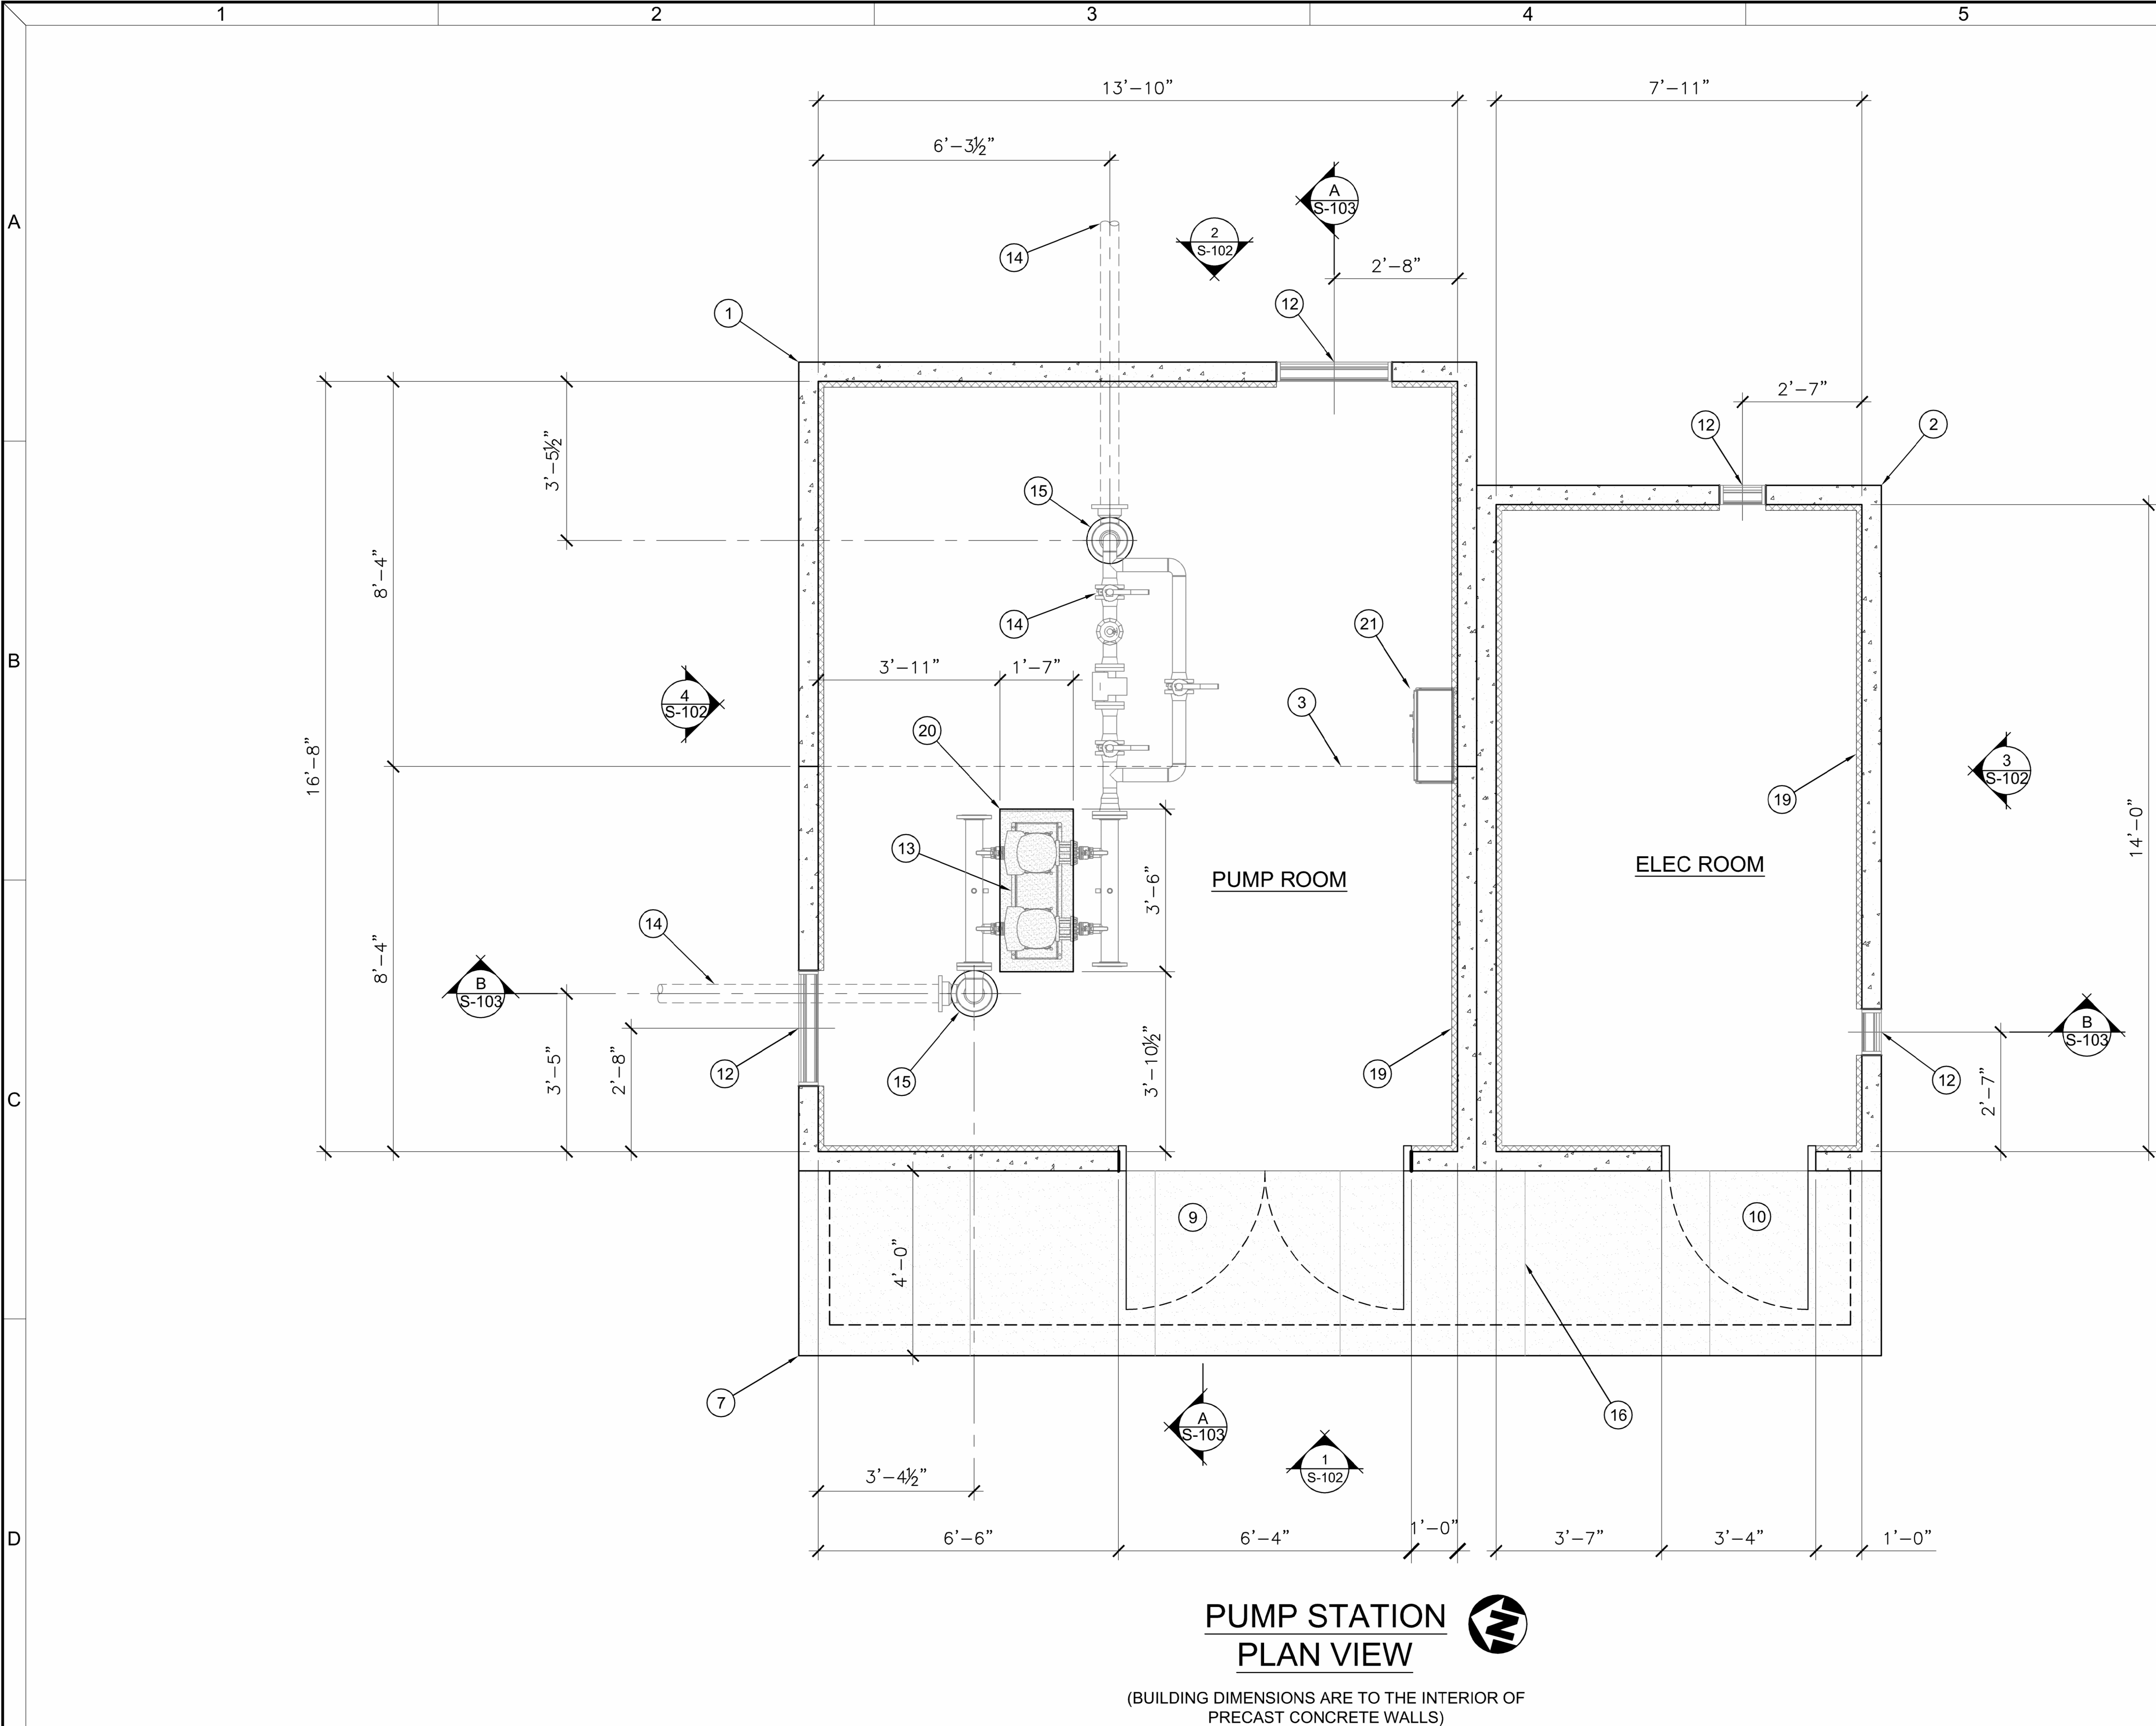 1 2 3 4 5
13’–10” 7’–11”
6’–3½”
A
S-103
2
S-102
A
14
2’–8”
12
1
2’–7”
12
2
3’–5½”
15
8’–4”
14
21
B
3’–11” 1’–7”
4
S-102
3
20
16’–8”
3
S-102
19
14’–0”
13
ELEC ROOM
PUMP ROOM
3’–6”
14
8’–4”
B
S-103
B
S-103
3’–5”
2’–8”
12
15
3’–10½”
19
12
2’–7”
C
9
10
4’–0”
7
16
A
S-103
1
S-102
3’–4½”
D
6’–6” 6’–4” 1’–0” 3’–7” 3’–4” 1’–0”
PUMP STATION
N
PLAN VIEW
(BUILDING DIMENSIONS ARE TO THE INTERIOR OF
PRECAST CONCRETE WALLS)